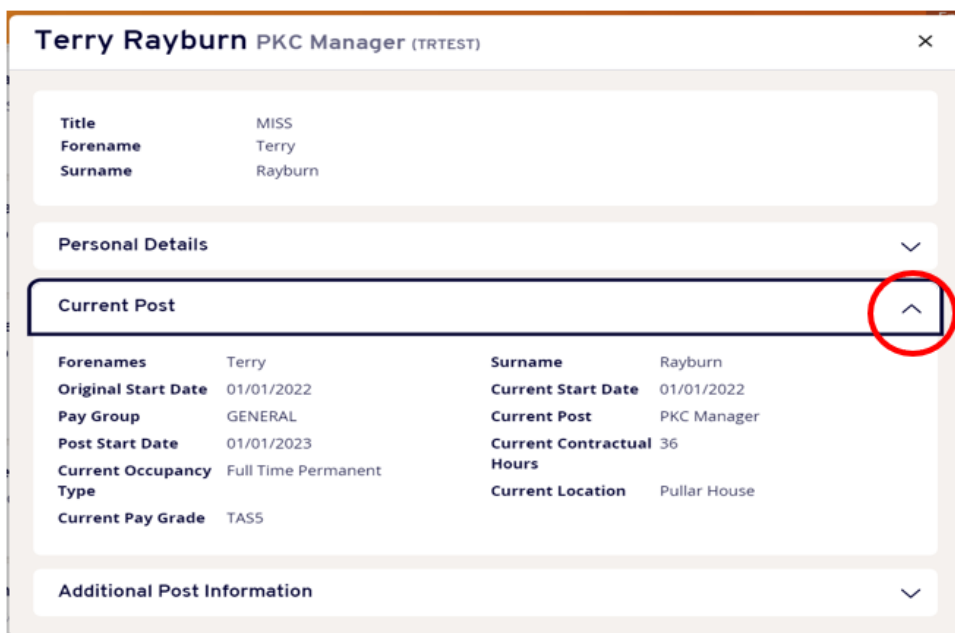 Terry Rayburn PKC Manager (TRTEST)
Title MISS
Forename Terry
Surname Rayburn
Personal Details
Current Post
Forenames Terry Surname Rayburn
Original Start Date 01/01/2022 Current Start Date 01/01/2022
Pay Group GENERAL Current Post PKC Manager
Post Start Date 01/01/2023 Current Contractual 36
Hours
Current Occupancy Full Time Permanent
Type
Current Location Pullar House
Current Pay Grade TAS5
Additional Post Information